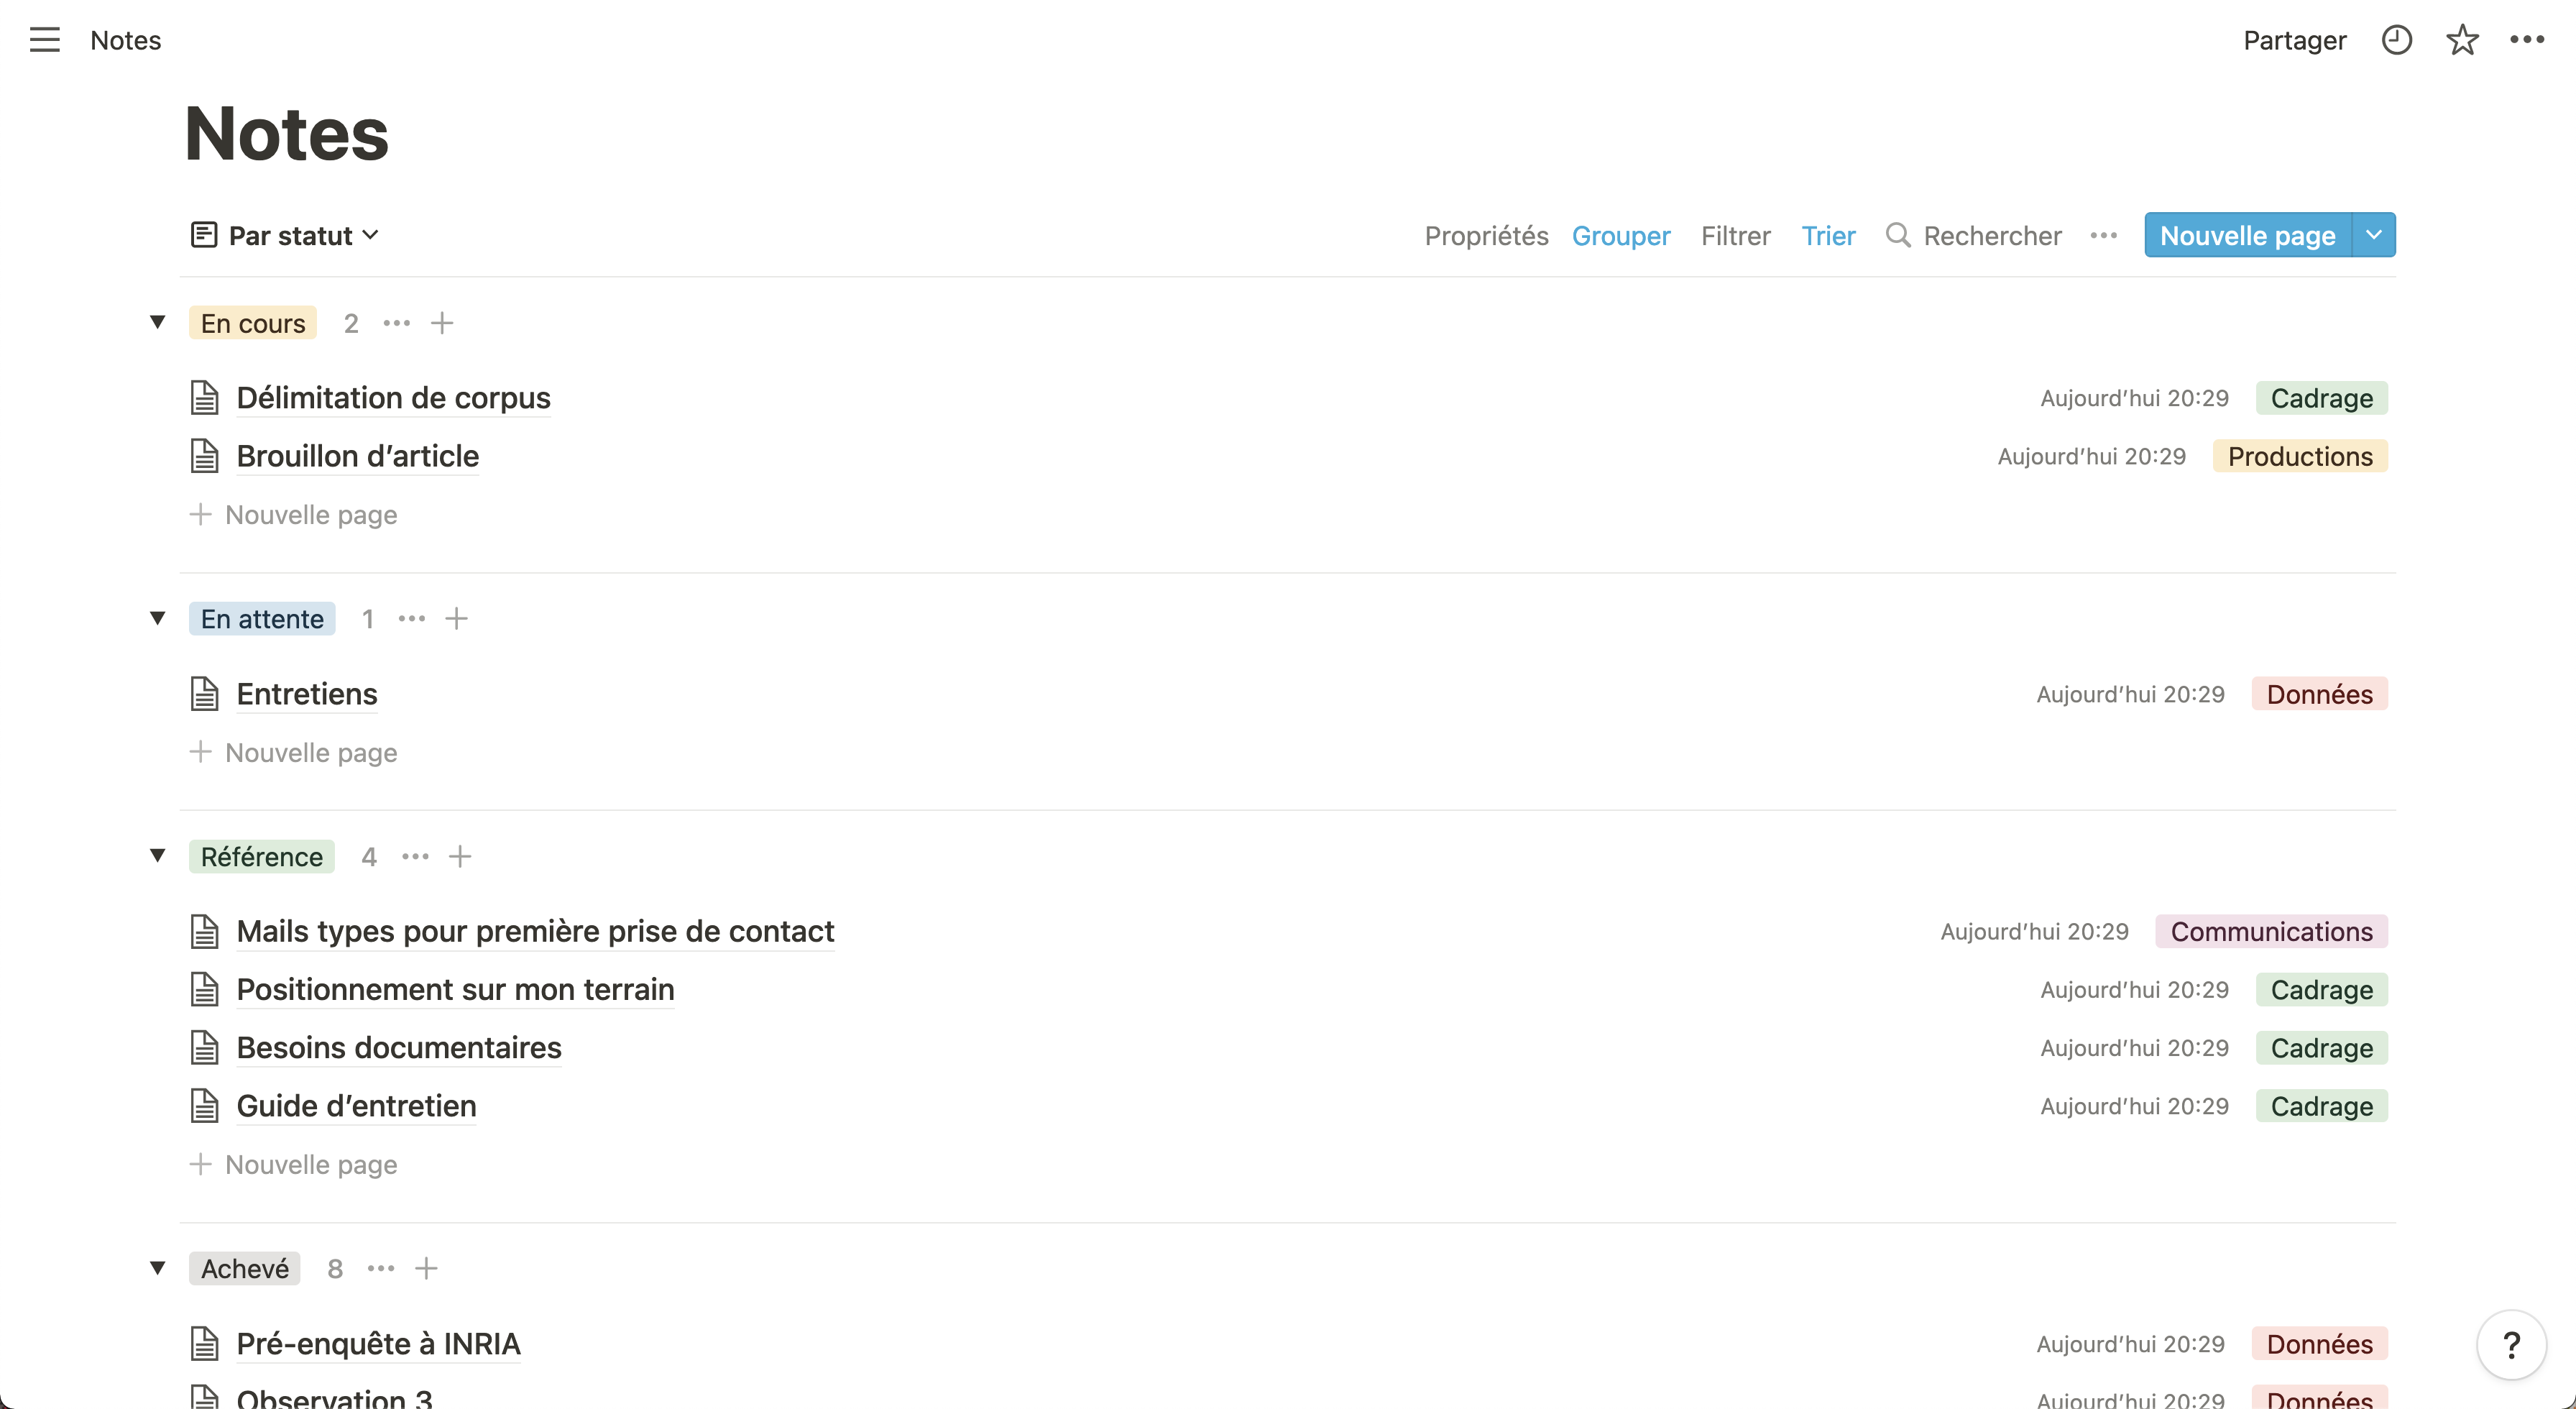 Notes
Partager
Notes
Par statut
Propriétés Grouper Filtrer Trier Rechercher Nouvelle page
En cours 2
Délimitation de corpus Aujourd’hui 20:29 Cadrage
Brouillon d’article Aujourd’hui 20:29 Productions
Nouvelle page
En attente 1
Entretiens Aujourd’hui 20:29 Données
Nouvelle page
Référence 4
Mails types pour première prise de contact Aujourd’hui 20:29 Communications
Positionnement sur mon terrain Aujourd’hui 20:29 Cadrage
Besoins documentaires Aujourd’hui 20:29 Cadrage
Guide d’entretien Aujourd’hui 20:29 Cadrage
Nouvelle page
Achevé 8
Pré-enquête à INRIA Aujourd’hui 20:29 Données
?
Observation 3 Aujourd’hui 20:29 Données